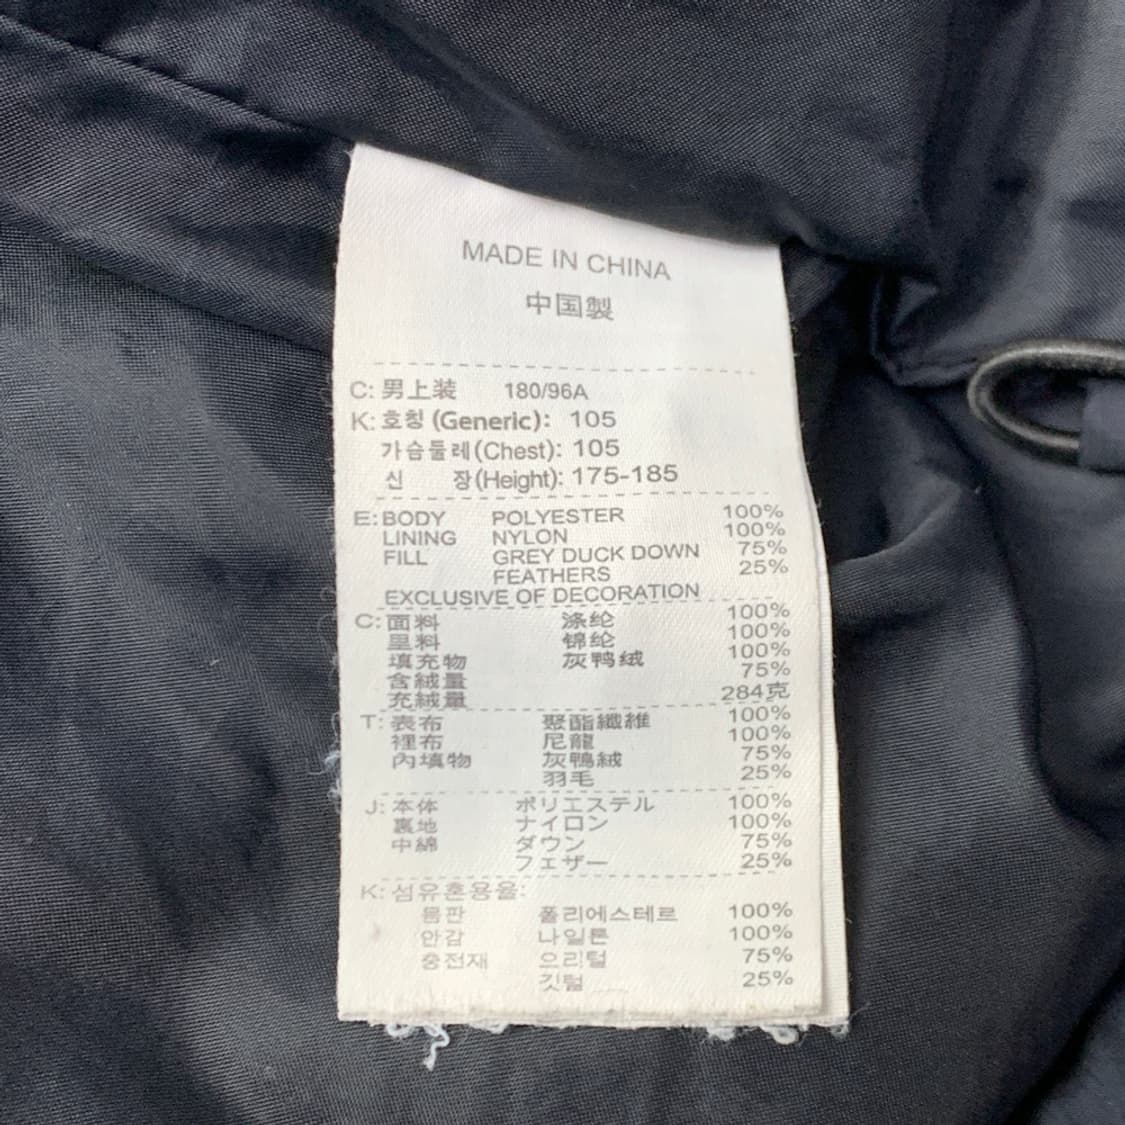 MADE IN CHINA
中国製
C: 男上装 180/96A
K: 호칭 (Generic): 105
가슴둘레(Chest): 105
신 장(Height): 175-185
E: BODY POLYESTER 100%
LINING NYLON 100%
FILL GREY DUCK DOWN 75%
FEATHERS 25%
EXCLUSIVE OF DECORATION
C: 面料 涤纶 100%
里料 锦纶 100%
填充物 灰鸭绒 100%
含絨量 75%
充絨量 284克
T: 表布 聚酯纖維 100%
裡布 尼龍 100%
內填物 灰鴨絨 75%
羽毛 25%
J: 本体 ポリエステル 100%
裏地 ナイロン 100%
中綿 ダウン 75%
フェザー 25%
K: 섬유혼용율:
몸판 폴리에스테르 100%
안감 나일론 100%
충전재 오리털 75%
깃털 25%